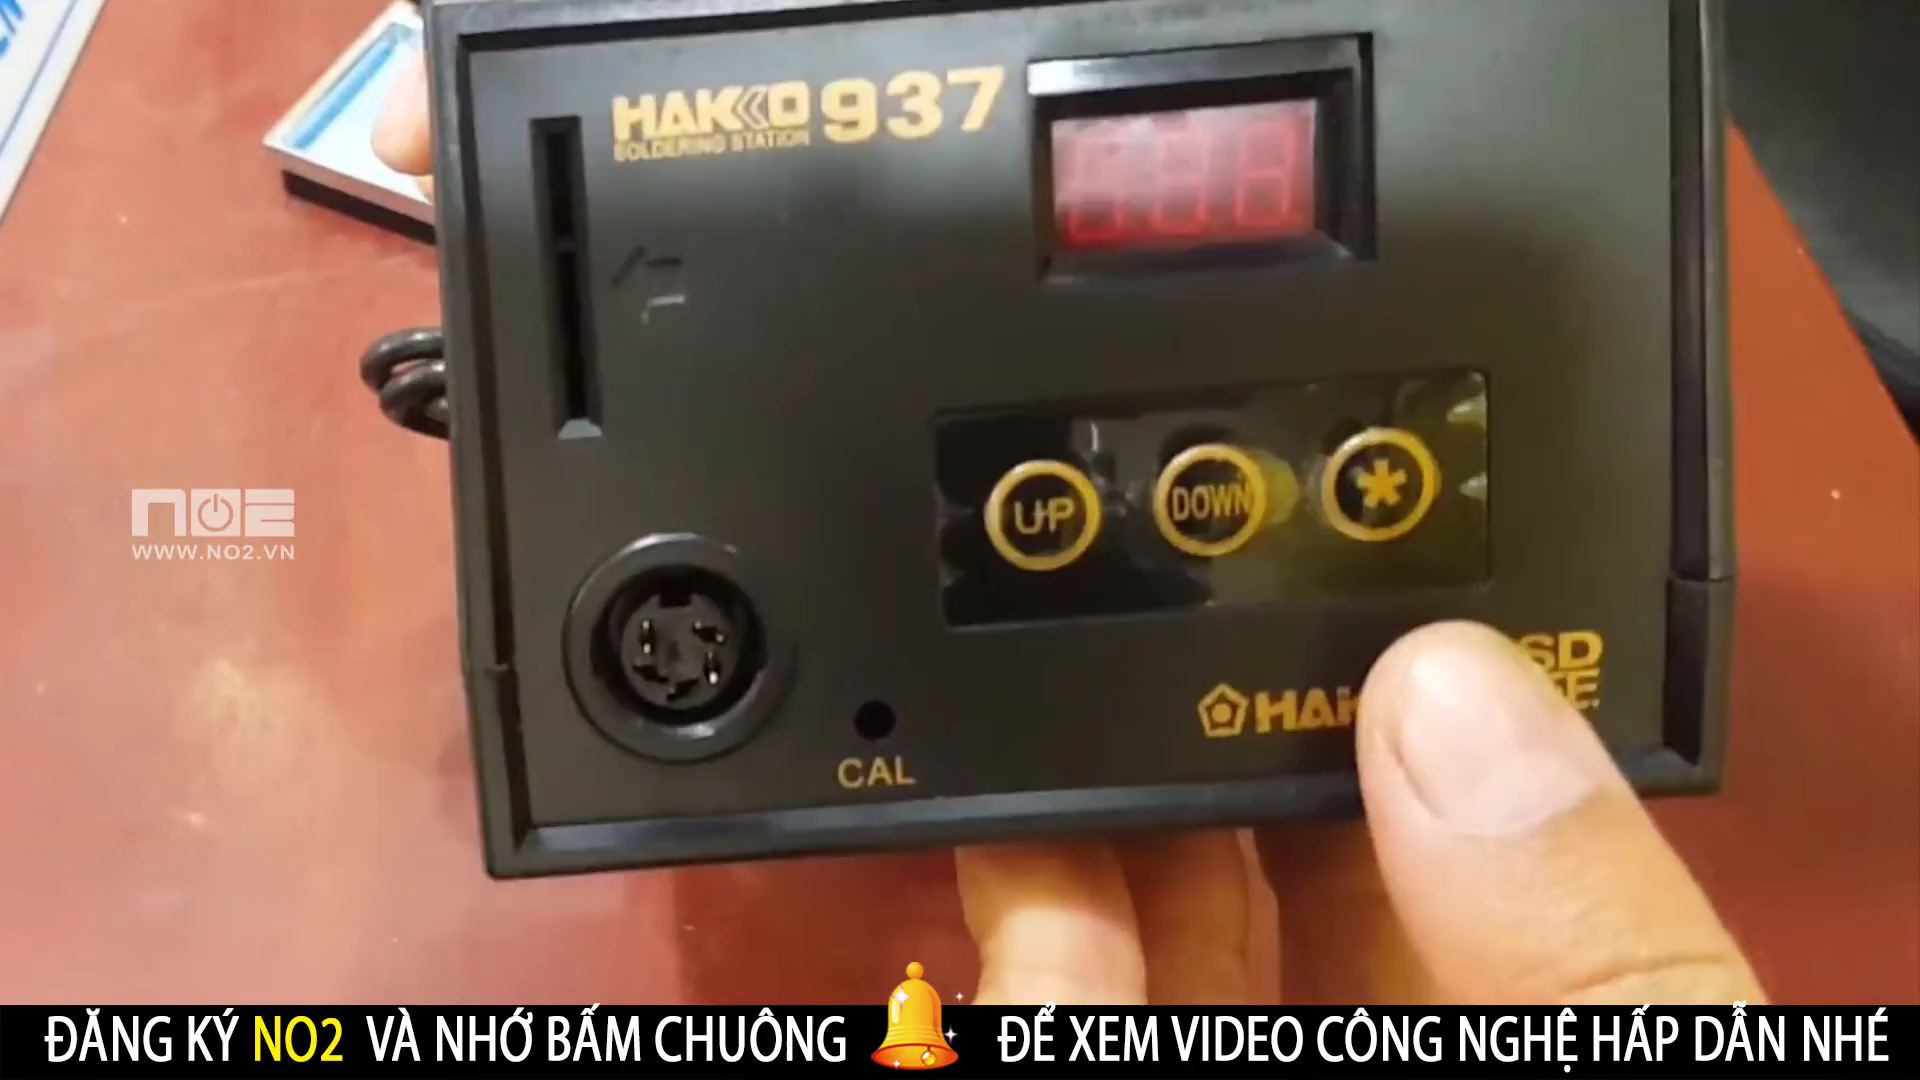 HAKKO 937
SOLDERING STATION
UP
DOWN
*
NO2
WWW.NO2.VN
SD
CAL
ĐĂNG KÝ NO2 VÀ NHỚ BẤM CHUÔNG ĐỂ XEM VIDEO CÔNG NGHỆ HẤP DẪN NHÉ